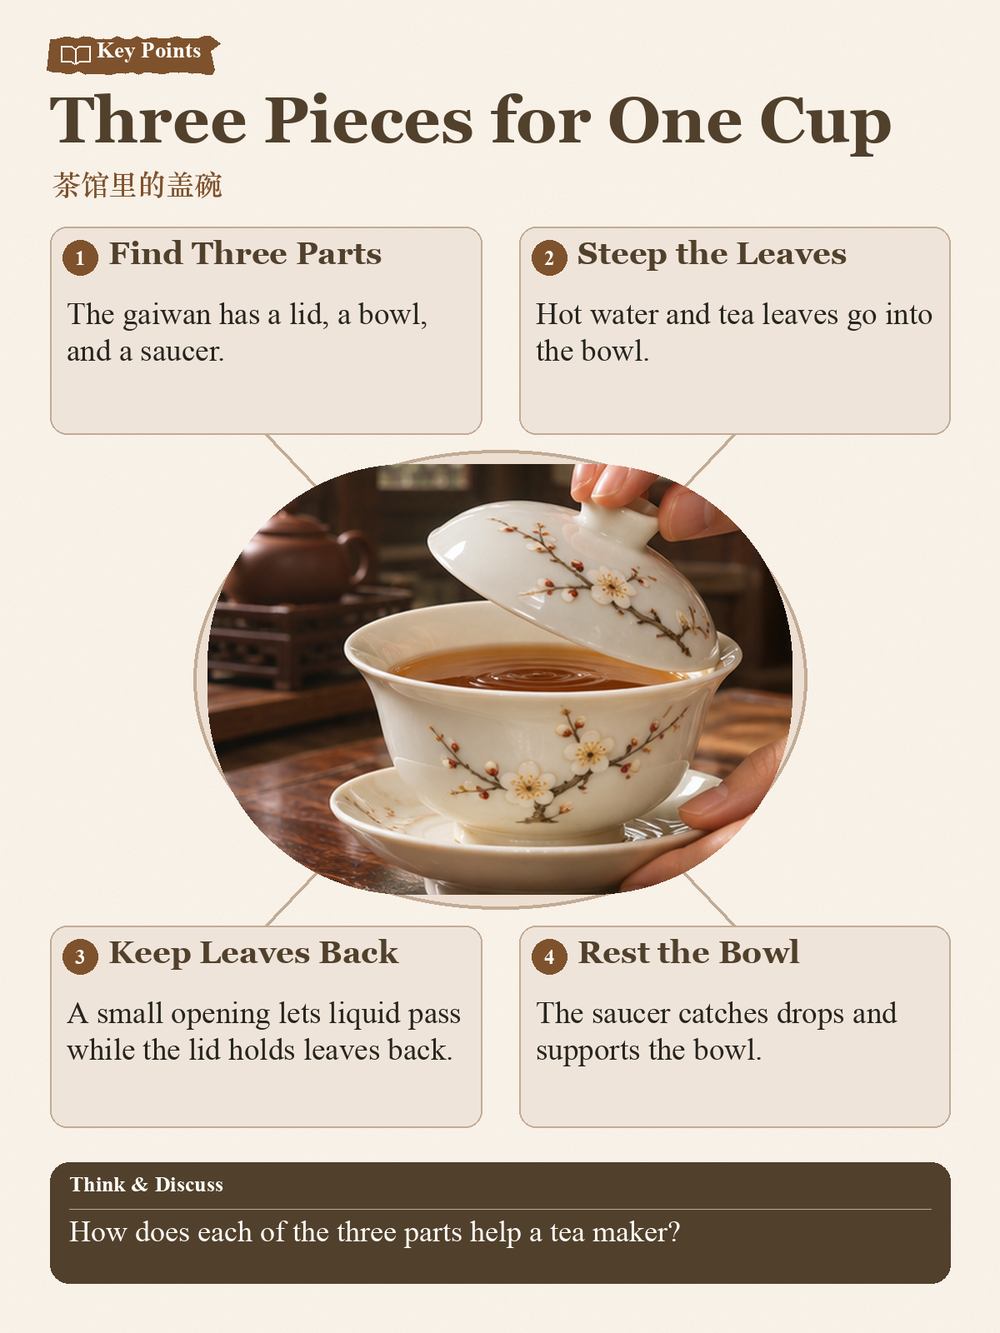 Key Points
Three Pieces for One Cup
茶馆里的盖碗
1 Find Three Parts
The gaiwan has a lid, a bowl,
and a saucer.
2 Steep the Leaves
Hot water and tea leaves go into
the bowl.
3 Keep Leaves Back
A small opening lets liquid pass
while the lid holds leaves back.
4 Rest the Bowl
The saucer catches drops and
supports the bowl.
Think & Discuss
How does each of the three parts help a tea maker?